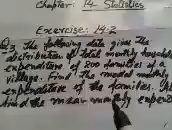 Chapter: 14 Statistics
Exercise: 14.2
Q3 The following data gives the
distribution of total monthly household
expenditure of 200 families of a
village. Find the modal monthly
expenditure of the families. 
find the mean monthly expend